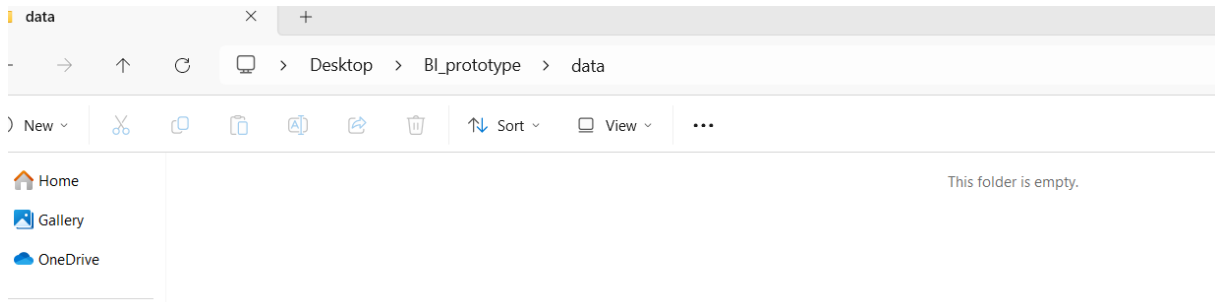 data
Desktop > BI_prototype > data
New
Sort
View
Home
This folder is empty.
Gallery
OneDrive